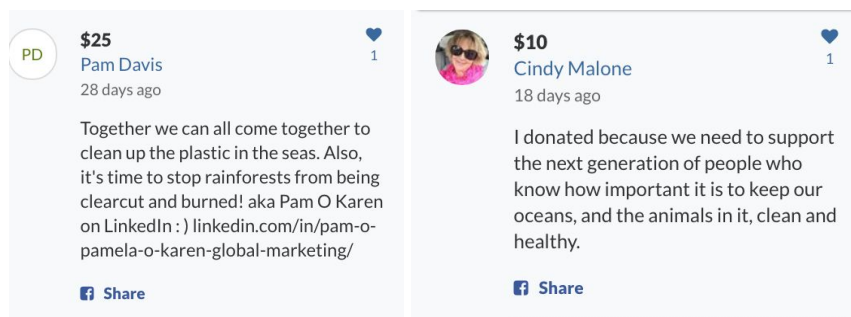 PD
$25
Pam Davis
28 days ago
1
Together we can all come together to
clean up the plastic in the seas. Also,
it's time to stop rainforests from being
clearcut and burned! aka Pam O Karen
on LinkedIn : ) linkedin.com/in/pam-o-
pamela-o-karen-global-marketing/
Share
$10
Cindy Malone
18 days ago
1
I donated because we need to support
the next generation of people who
know how important it is to keep our
oceans, and the animals in it, clean and
healthy.
Share